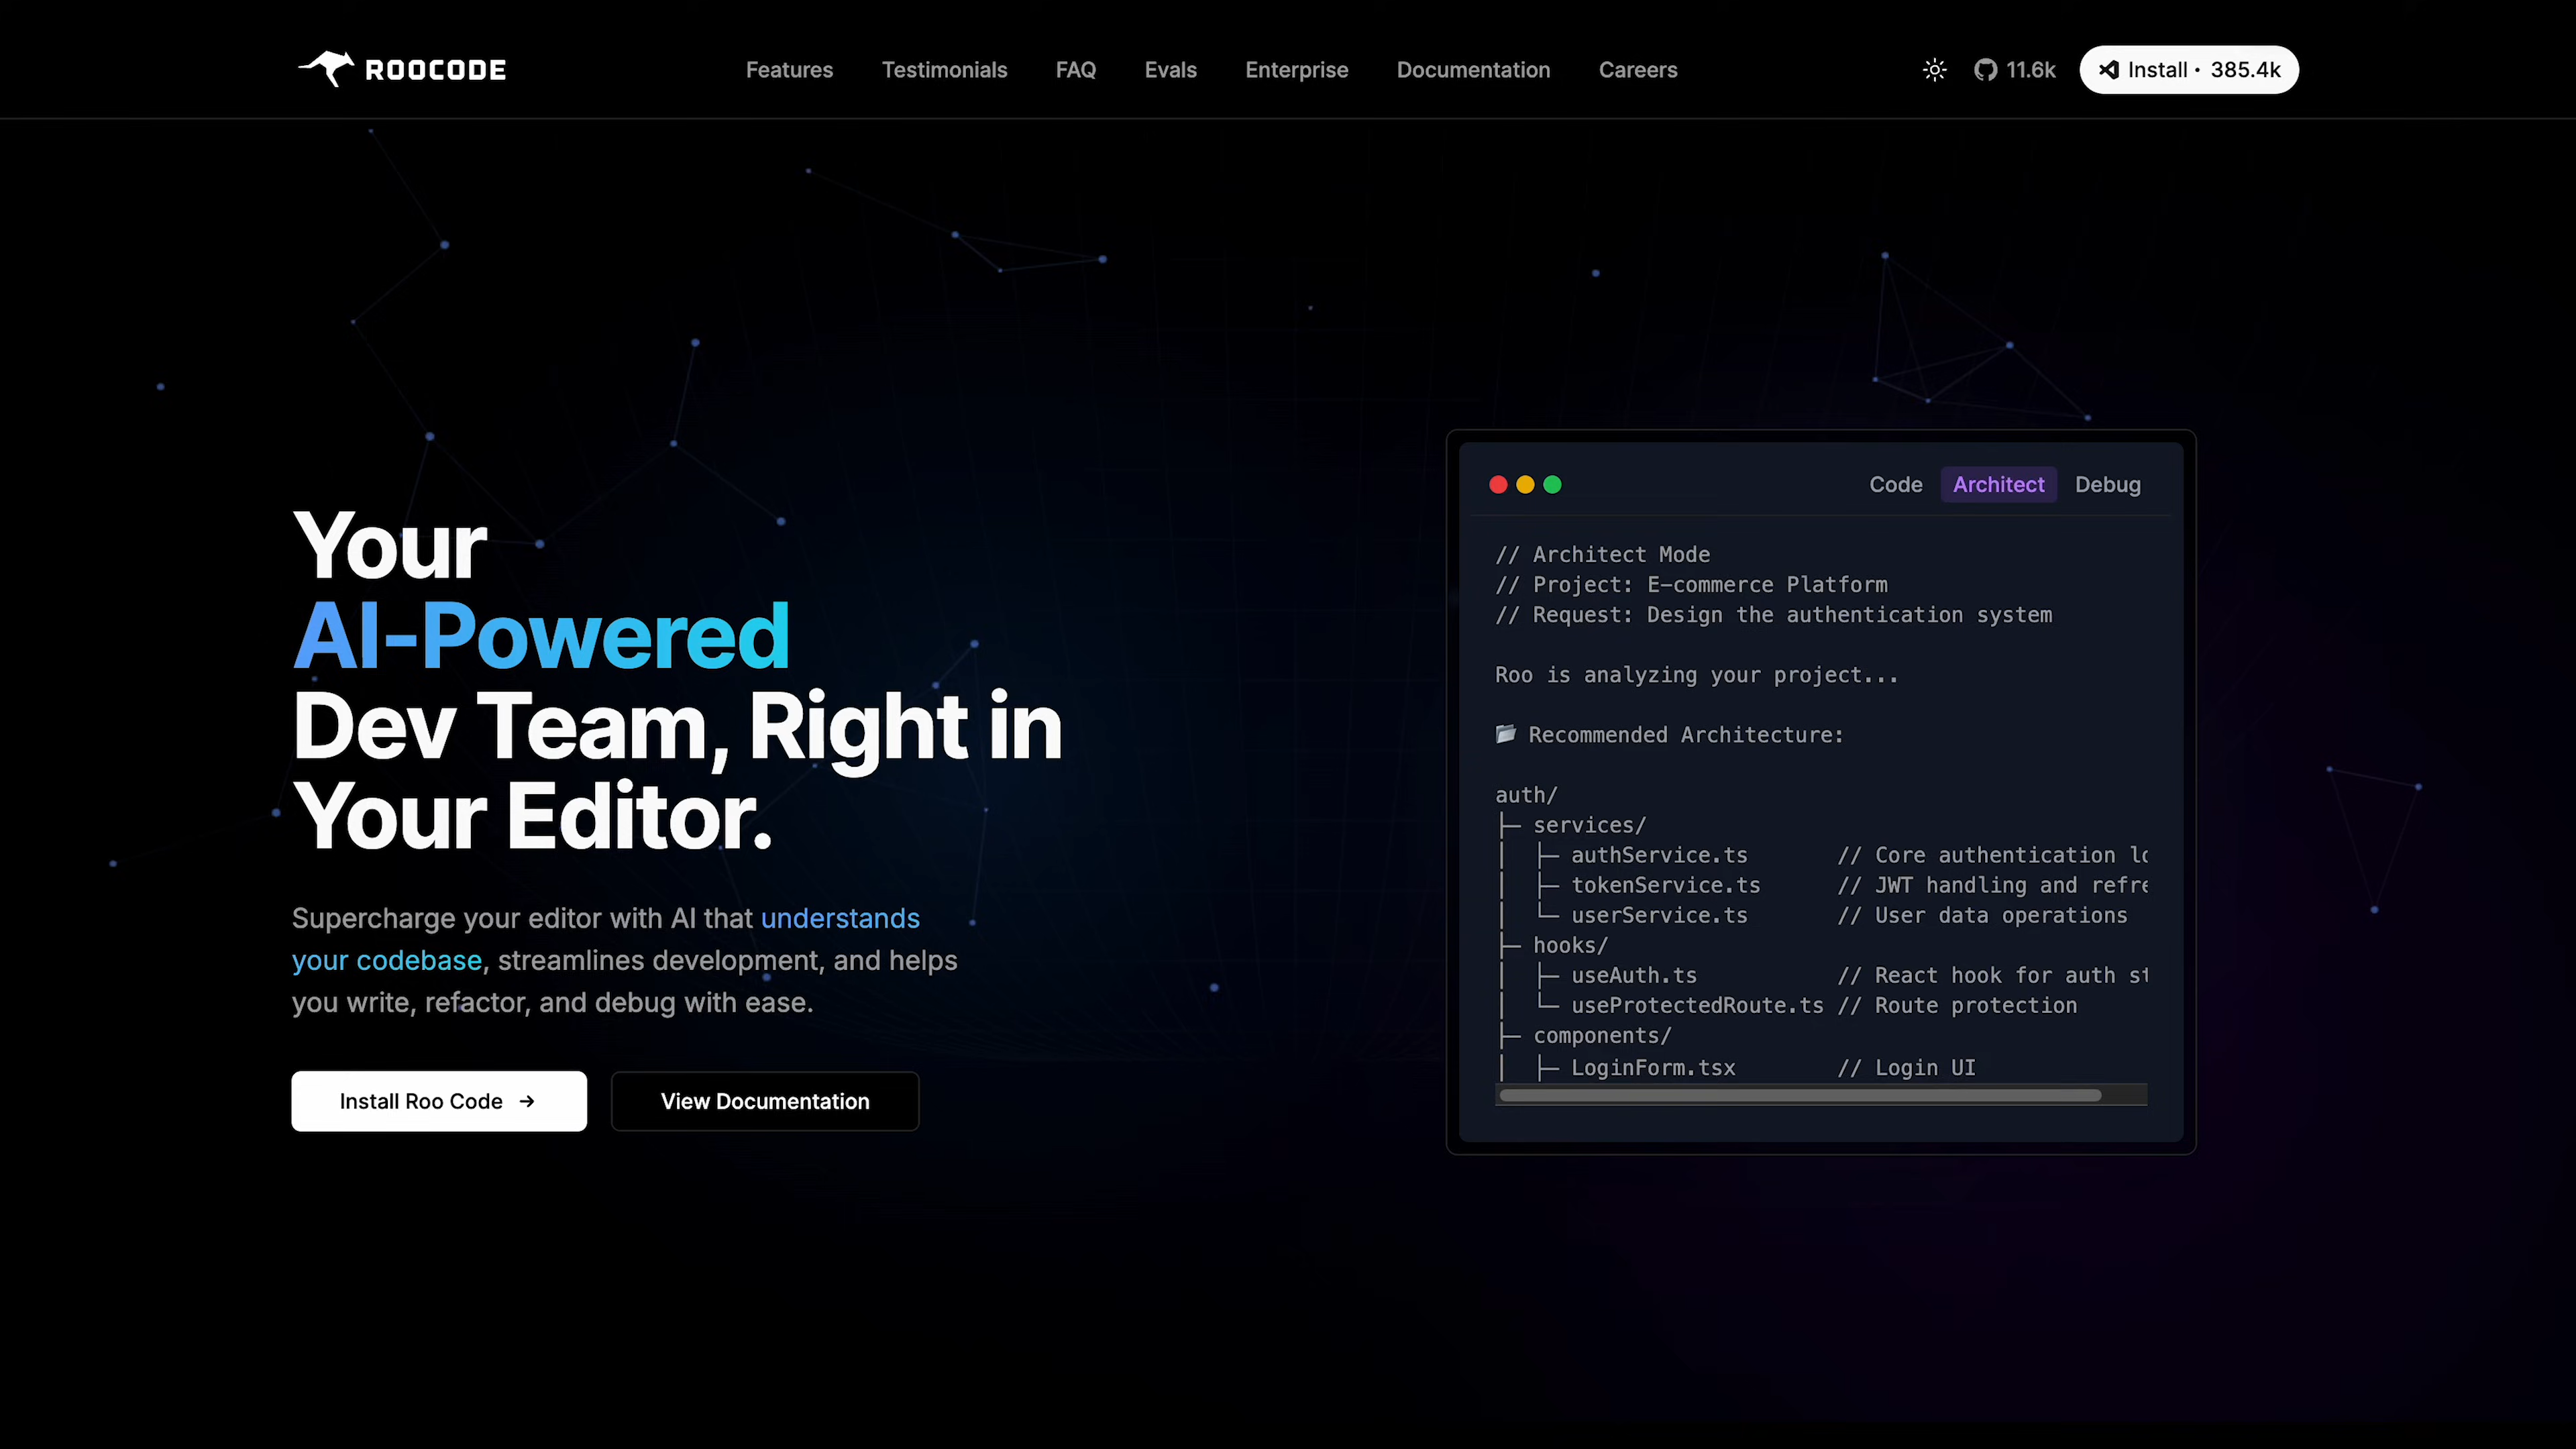 ROOCODE
Features
Testimonials
FAQ
Evals
Enterprise
Documentation
Careers
11.6k
Install • 385.4k
Your
AI-Powered
Dev Team, Right in
Your Editor.
Supercharge your editor with AI that understands
your codebase, streamlines development, and helps
you write, refactor, and debug with ease.
Install Roo Code →
View Documentation
Code
Architect
Debug
// Architect Mode
// Project: E-commerce Platform
// Request: Design the authentication system
Roo is analyzing your project...
📂 Recommended Architecture:
auth/
├─ services/
│  ├─ authService.ts       // Core authentication lo
│  ├─ tokenService.ts      // JWT handling and refre
│  └─ userService.ts       // User data operations
├─ hooks/
│  ├─ useAuth.ts           // React hook for auth st
│  └─ useProtectedRoute.ts // Route protection
├─ components/
│  ├─ LoginForm.tsx        // Login UI